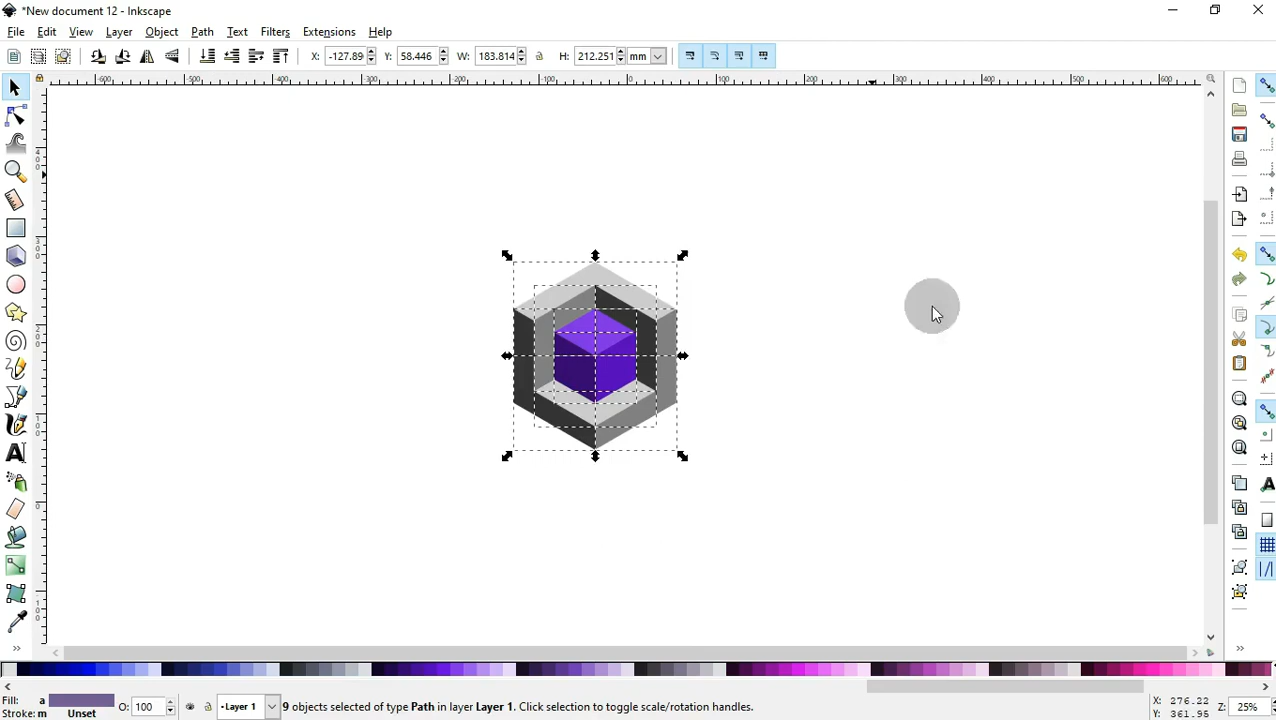 *New document 12 - Inkscape
File Edit View Layer Object Path Text Filters Extensions Help
X: -127.89 Y: 58.446 W: 183.814 H: 212.251 mm
A
Fill: a O: 100 Layer 1 9 objects selected of type Path in layer Layer 1. Click selection to toggle scale/rotation handles. X: 276.22 Z: 25%
Stroke: m Unset Y: 361.95